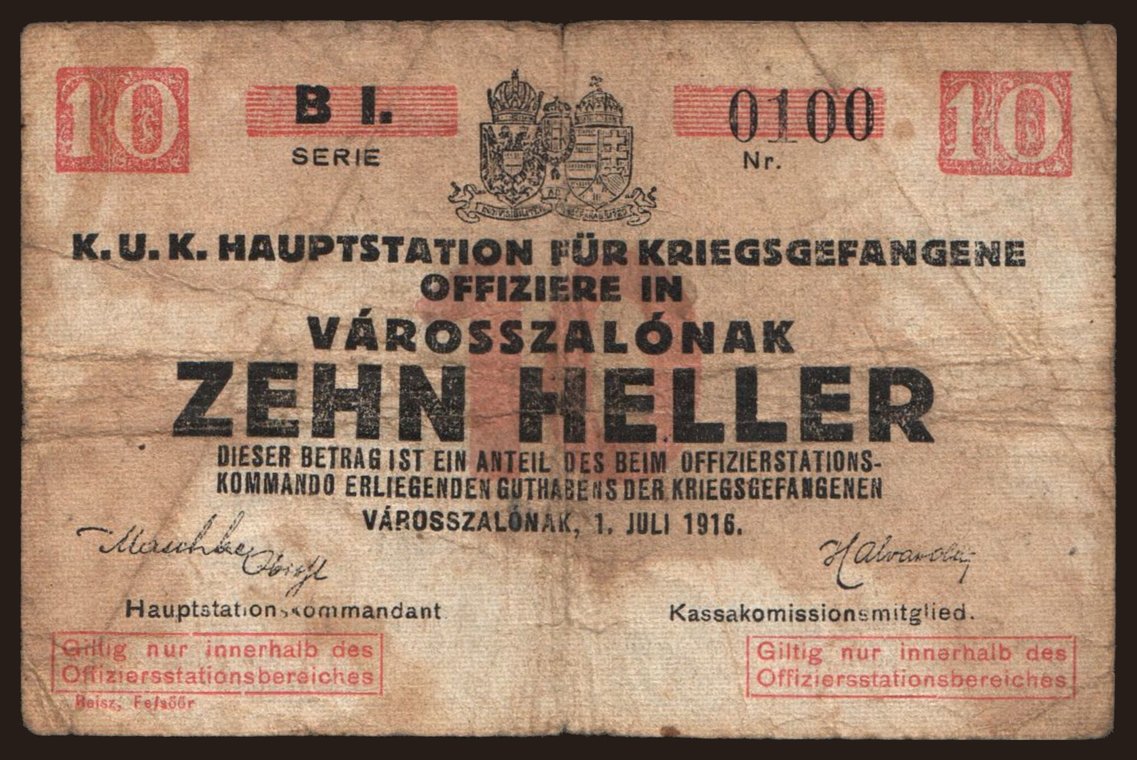 10 B I. 0100 10
SERIE Nr.
K. U. K. HAUPTSTATION FÜR KRIEGSGEFANGENE
OFFIZIERE IN
VÁROSSZALÓNAK
ZEHN HELLER
DIESER BETRAG IST EIN ANTEIL DES BEIM OFFIZIERSTATIONS-
KOMMANDO ERLIEGENDEN GUTHABENS DER KRIEGSGEFANGENEN
VÁROSSZALÓNAK, 1. JULI 1916.
Hauptstationskommandant Kassakomissionsmitglied.
Giltig nur innerhalb des
Offiziersstationsbereiches
Giltig nur innerhalb des
Offiziersstationsbereiches
Heisz, Felsőőr